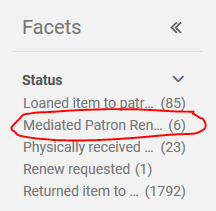 Facets
Status
Loaned item to patr... (85)
Mediated Patron Ren... (6)
Physically received ... (23)
Renew requested (1)
Returned item to ... (1792)